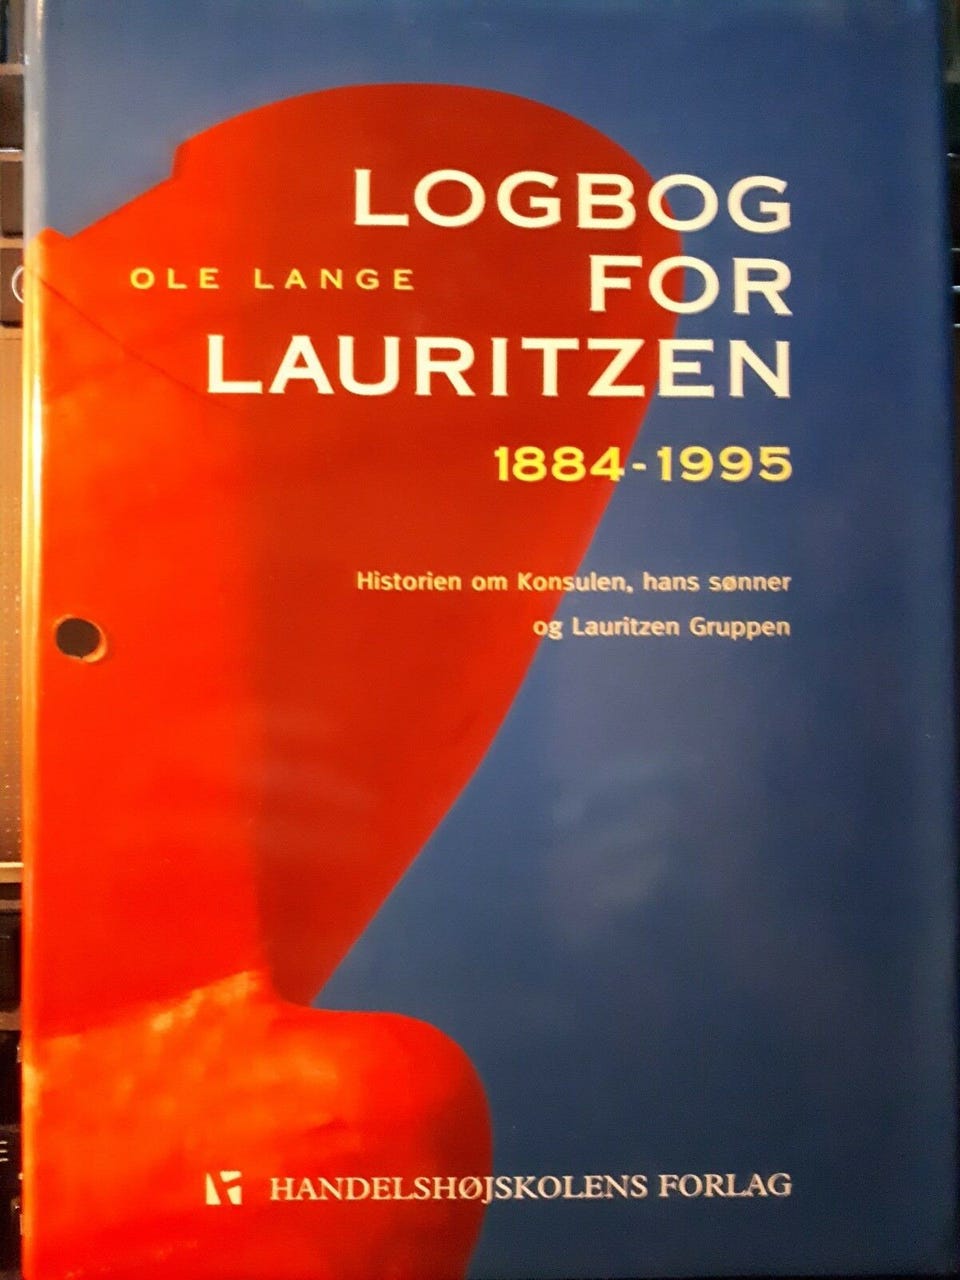 LOGBOG
FOR
OLE LANGE
LAURITZEN
1884-1995
Historien om Konsulen, hans sønner
og Lauritzen Gruppen
HANDELSHØJSKOLENS FORLAG